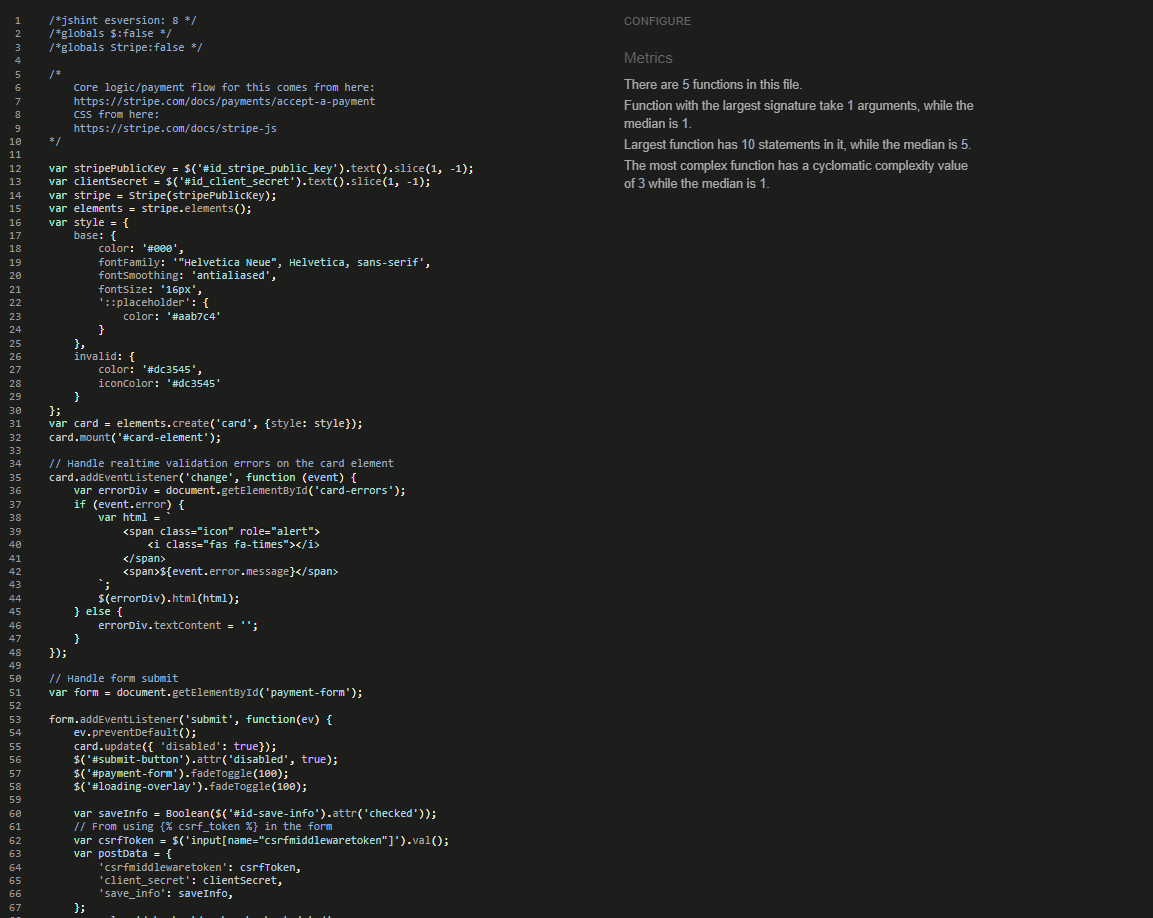 1 /*jshint esversion: 8 */
2 /*globals $:false */
3 /*globals Stripe:false */
4
5 /*
6     Core logic/payment flow for this comes from here:
7     https://stripe.com/docs/payments/accept-a-payment
8     CSS from here:
9     https://stripe.com/docs/stripe-js
10 */
11
12 var stripePublicKey = $('#id_stripe_public_key').text().slice(1, -1);
13 var clientSecret = $('#id_client_secret').text().slice(1, -1);
14 var stripe = Stripe(stripePublicKey);
15 var elements = stripe.elements();
16 var style = {
17     base: {
18         color: '#000',
19         fontFamily: '"Helvetica Neue", Helvetica, sans-serif',
20         fontSmoothing: 'antialiased',
21         fontSize: '16px',
22         '::placeholder': {
23             color: '#aab7c4'
24         }
25     },
26     invalid: {
27         color: '#dc3545',
28         iconColor: '#dc3545'
29     }
30 };
31 var card = elements.create('card', {style: style});
32 card.mount('#card-element');
33
34 // Handle realtime validation errors on the card element
35 card.addEventListener('change', function (event) {
36     var errorDiv = document.getElementById('card-errors');
37     if (event.error) {
38         var html = `
39             <span class="icon" role="alert">
40                 <i class="fas fa-times"></i>
41             </span>
42             <span>${event.error.message}</span>
43         `;
44         $(errorDiv).html(html);
45     } else {
46         errorDiv.textContent = '';
47     }
48 });
49
50 // Handle form submit
51 var form = document.getElementById('payment-form');
52
53 form.addEventListener('submit', function(ev) {
54     ev.preventDefault();
55     card.update({ 'disabled': true});
56     $('#submit-button').attr('disabled', true);
57     $('#payment-form').fadeToggle(100);
58     $('#loading-overlay').fadeToggle(100);
59
60     var saveInfo = Boolean($('#id-save-info').attr('checked'));
61     // From using {% csrf_token %} in the form
62     var csrfToken = $('input[name="csrfmiddlewaretoken"]').val();
63     var postData = {
64         'csrfmiddlewaretoken': csrfToken,
65         'client_secret': clientSecret,
66         'save_info': saveInfo,
67     };
CONFIGURE
Metrics
There are 5 functions in this file.
Function with the largest signature take 1 arguments, while the
median is 1.
Largest function has 10 statements in it, while the median is 5.
The most complex function has a cyclomatic complexity value
of 3 while the median is 1.